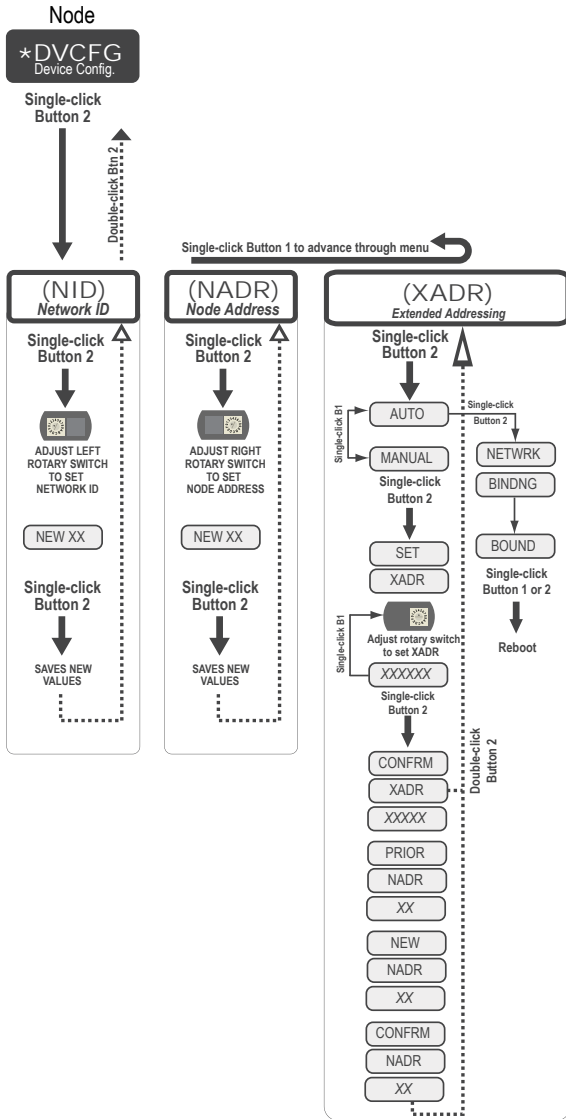 Node
*DVCFG
Device Config.
Single-click
Button 2
Double-click Btn 2
Single-click Button 1 to advance through menu
(NID)
Network ID
Single-click
Button 2
ADJUST LEFT
ROTARY SWITCH
TO SET
NETWORK ID
NEW XX
Single-click
Button 2
SAVES NEW
VALUES
(NADR)
Node Address
Single-click
Button 2
ADJUST RIGHT
ROTARY SWITCH
TO SET
NODE ADDRESS
NEW XX
Single-click
Button 2
SAVES NEW
VALUES
(XADR)
Extended Addressing
Single-click
Button 2
Single-click B1
AUTO
MANUAL
Single-click
Button 2
SET
XADR
Single-click B1
Adjust rotary switch
to set XADR
XXXXXX
Single-click
Button 2
CONFRM
XADR
XXXXX
PRIOR
NADR
XX
NEW
NADR
XX
CONFRM
NADR
XX
Double-click
Button 2
Single-click
Button 2
NETWRK
BINDNG
BOUND
Single-click
Button 1 or 2
Reboot